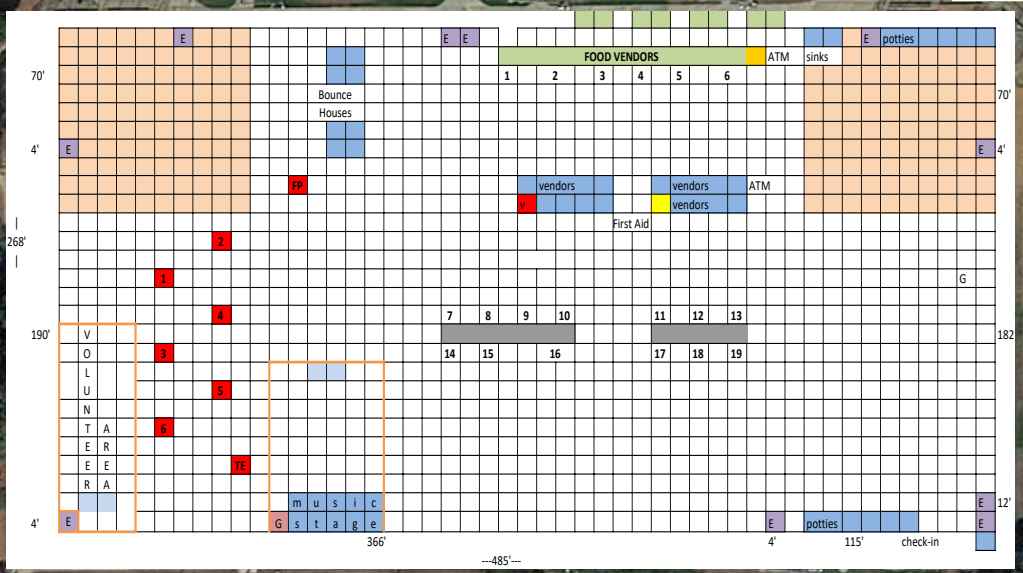 E E E E potties
FOOD VENDORS ATM sinks
70' 1 2 3 4 5 6
Bounce 70'
Houses
4' E E 4'
FP vendors vendors ATM
v vendors
First Aid
|
268' 2
|
1 G
4 7 8 9 10 11 12 13
190' V 182
O 3 14 15 16 17 18 19
L
U 5
N
T A 6
E R
E E TE
R A
m u s i c E 12'
4' E G s t a g e E potties E
366' 4' 115' check-in
---485'---